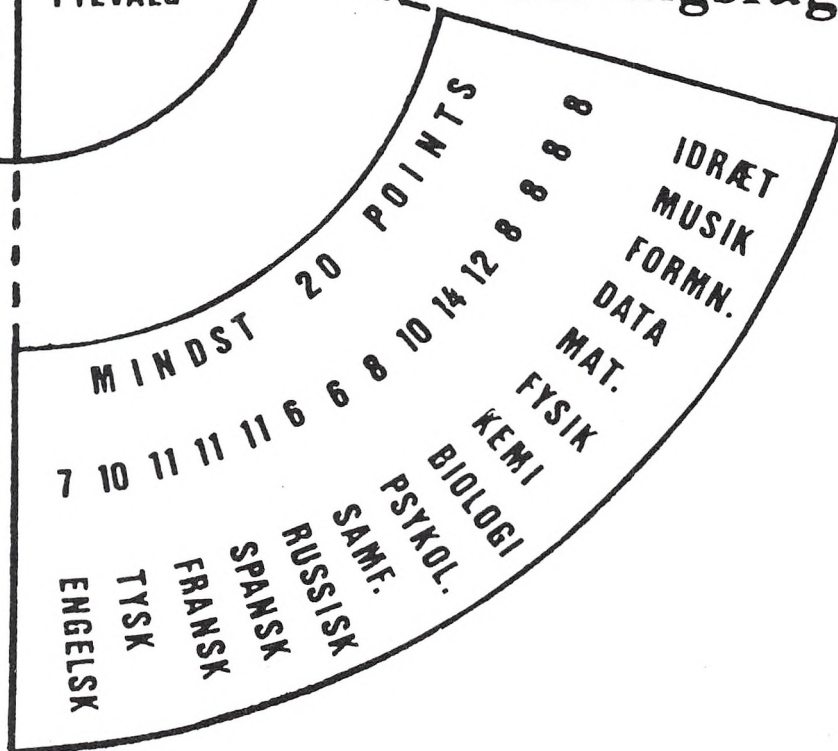 MINDST 20 POINTS
7 10 11 11 11 6 6 8 10 14 12 8 8 8 8
ENGELSK
TYSK
FRANSK
SPANSK
RUSSISK
SAMF.
PSYKOL.
BIOLOGI
KEMI
FYSIK
MAT.
DATA
FORMN.
MUSIK
IDRÆT